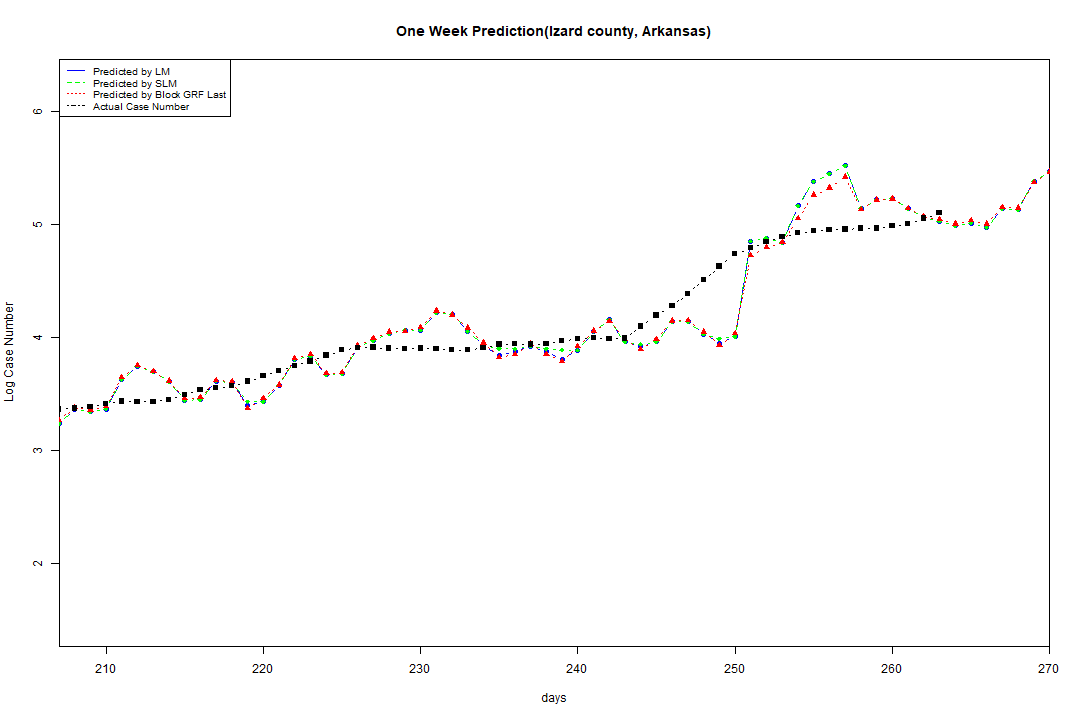 One Week Prediction(Izard county, Arkansas)
Predicted by LM
Predicted by SLM
Predicted by Block GRF Last
Actual Case Number
6
5
4
3
2
Log Case Number
210 220 230 240 250 260 270
days